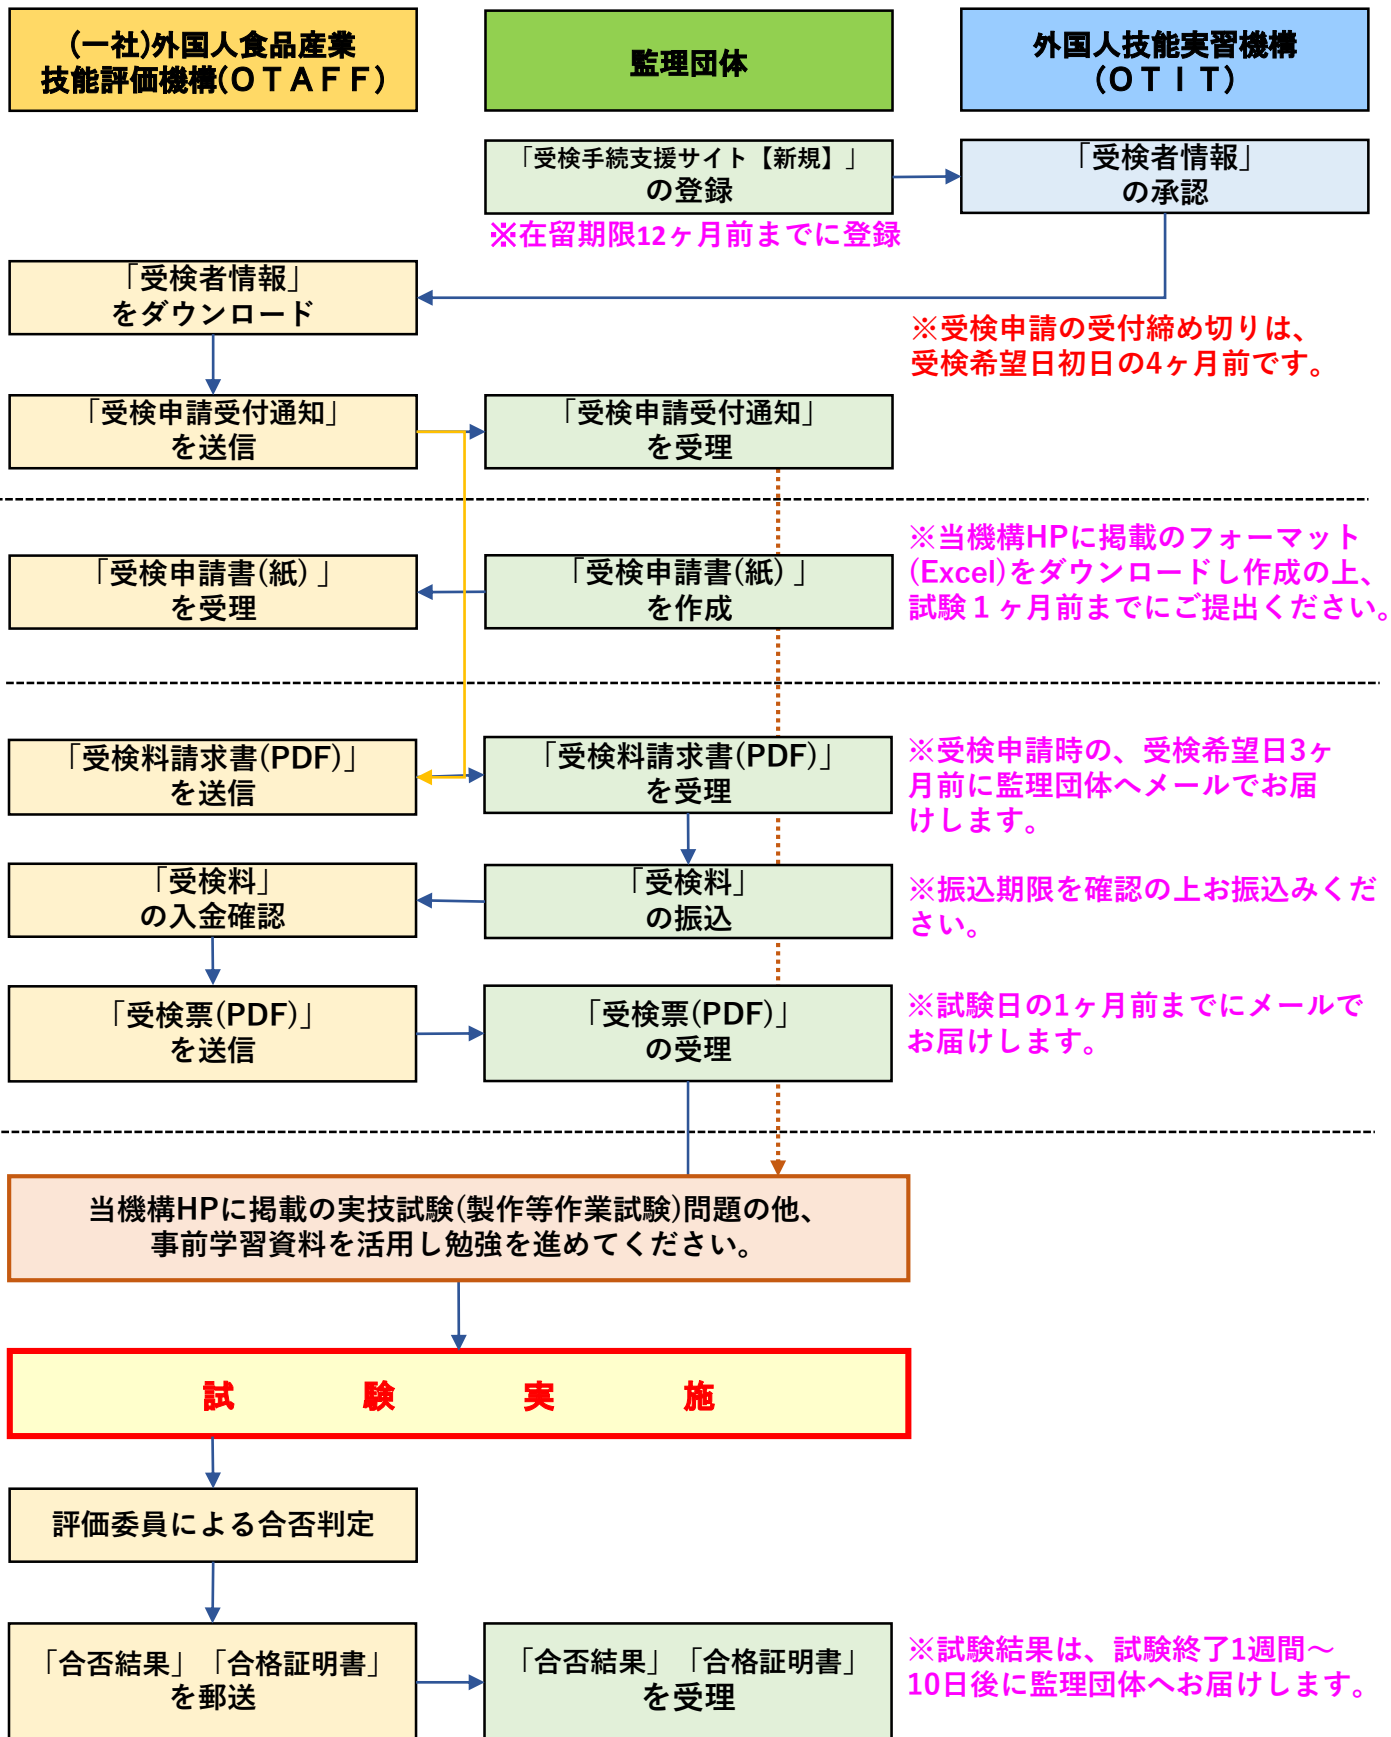 (一社)外国人食品産業
技能評価機構(ＯＴＡＦＦ)
監理団体
外国人技能実習機構
(ＯＴＩＴ)
「受検手続支援サイト【新規】」
の登録
「受検者情報」
の承認
※在留期限12ヶ月前までに登録
「受検者情報」
をダウンロード
※受検申請の受付締め切りは、
受検希望日初日の4ヶ月前です。
「受検申請受付通知」
を送信
「受検申請受付通知」
を受理
「受検申請書(紙)」
を受理
「受検申請書(紙)」
を作成
※当機構HPに掲載のフォーマット
(Excel)をダウンロードし作成の上、
試験１ヶ月前までにご提出ください。
「受検料請求書(PDF)」
を送信
「受検料請求書(PDF)」
を受理
※受検申請時の、受検希望日3ヶ
月前に監理団体へメールでお届
けします。
「受検料」
の入金確認
「受検料」
の振込
※振込期限を確認の上お振込みくだ
さい。
「受検票(PDF)」
を送信
「受検票(PDF)」
の受理
※試験日の1ヶ月前までにメールで
お届けします。
当機構HPに掲載の実技試験(製作等作業試験)問題の他、
事前学習資料を活用し勉強を進めてください。
試　験　実　施
評価委員による合否判定
「合否結果」「合格証明書」
を郵送
「合否結果」「合格証明書」
を受理
※試験結果は、試験終了1週間～
10日後に監理団体へお届けします。